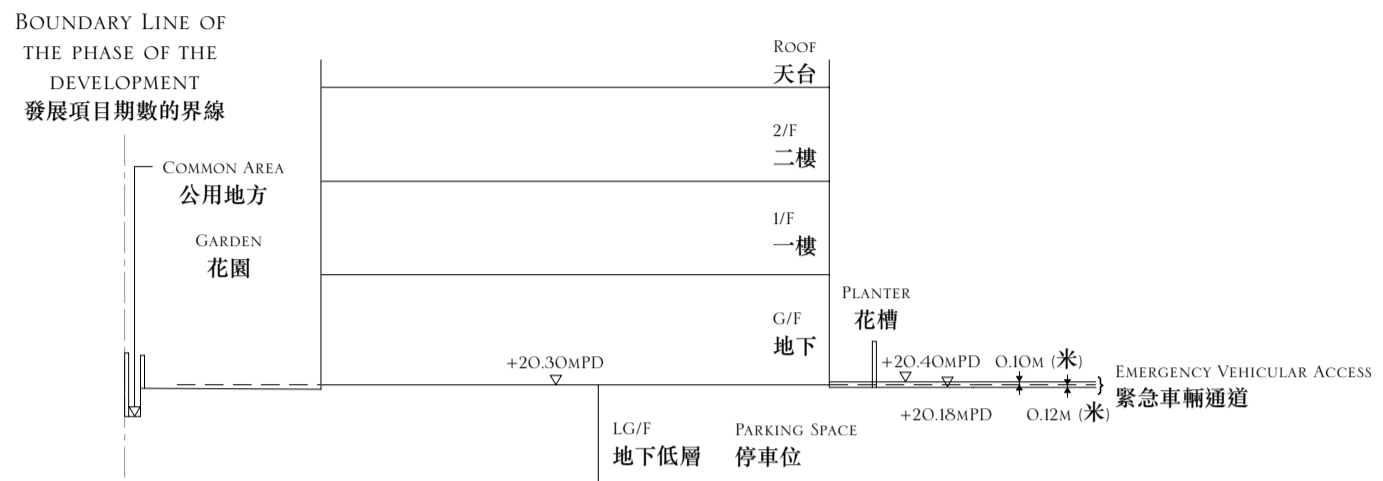 Boundary Line of
the phase of the
development
發展項目期數的界線
Common Area
公用地方
Garden
花園
Roof
天台
2/F
二樓
1/F
一樓
G/F
地下
Planter
花槽
+20.30mPD
+20.40mPD 0.10m (米)
Emergency Vehicular Access
緊急車輛通道
+20.18mPD 0.12m (米)
LG/F
地下低層
Parking Space
停車位